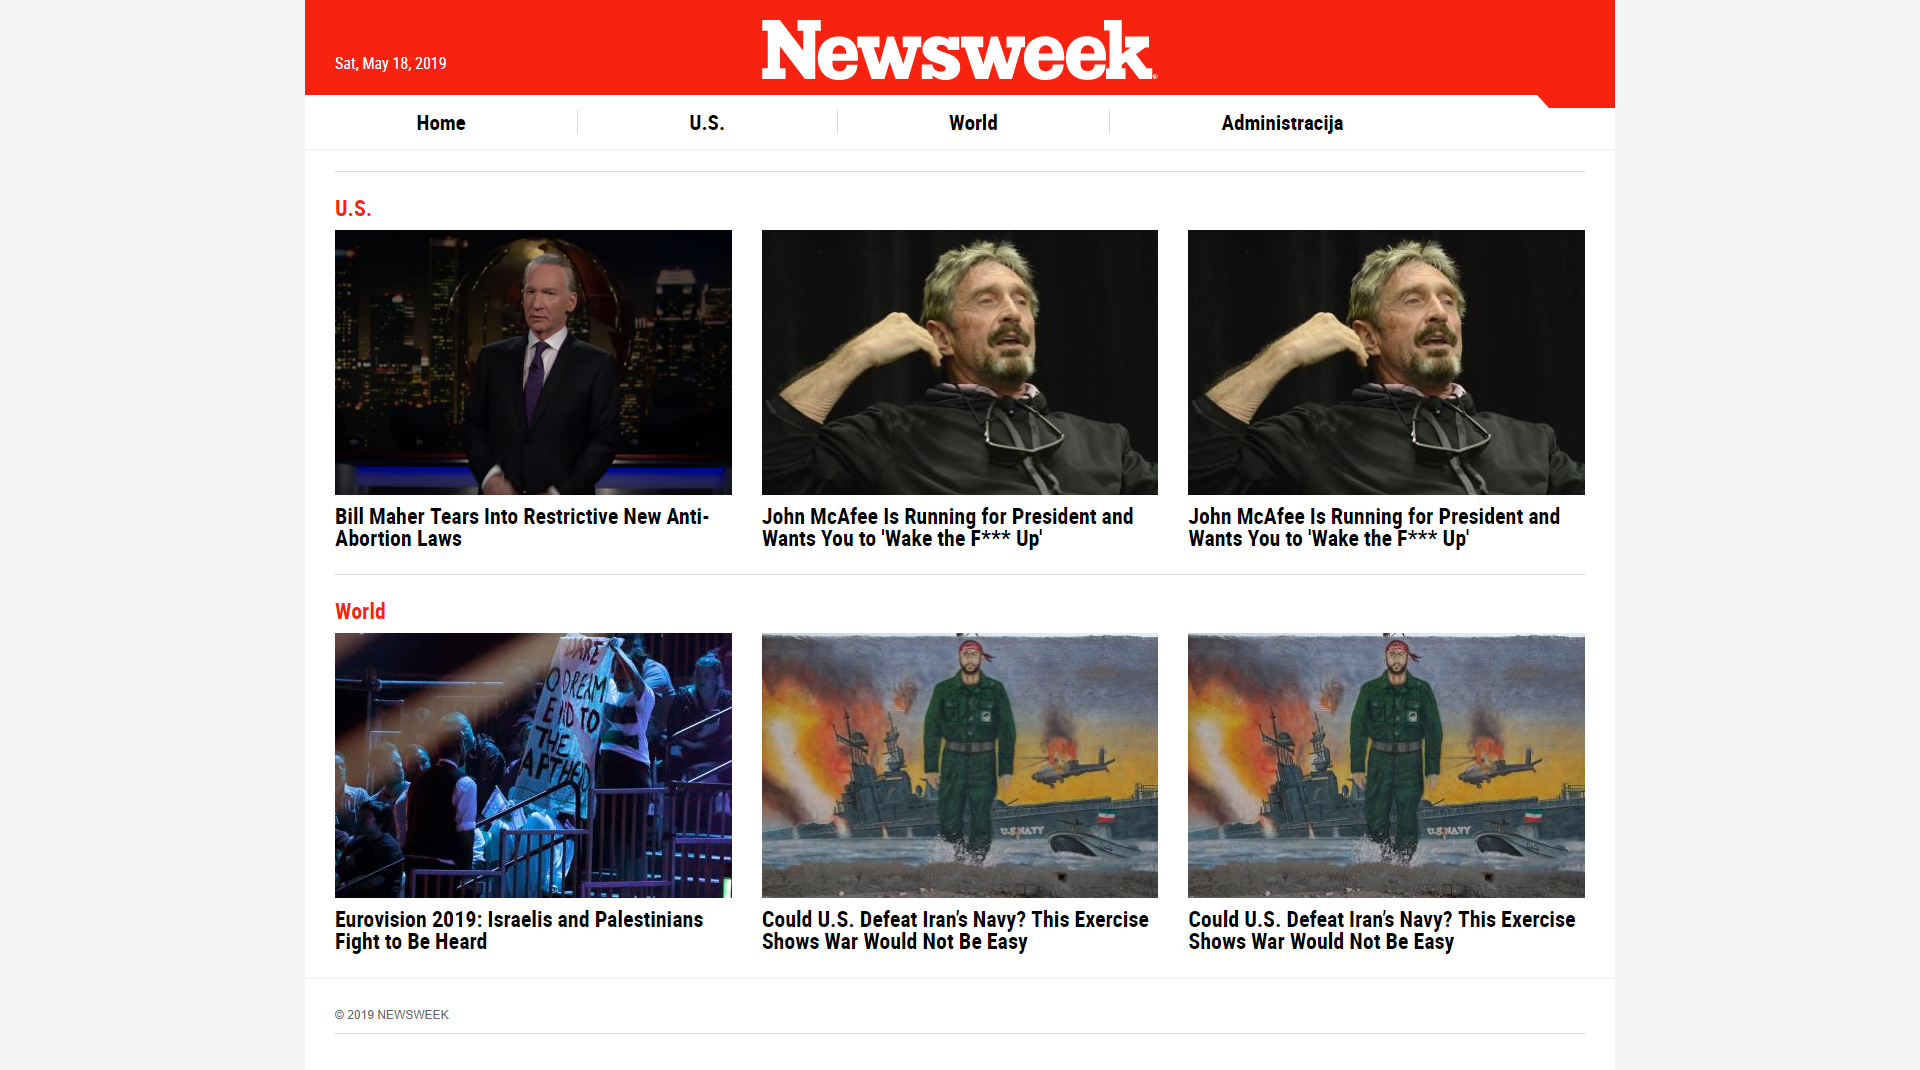 Sat, May 18, 2019
Newsweek
Home
U.S.
World
Administracija
U.S.
Bill Maher Tears Into Restrictive New Anti-
Abortion Laws
John McAfee Is Running for President and
Wants You to 'Wake the F*** Up'
John McAfee Is Running for President and
Wants You to 'Wake the F*** Up'
World
DARE
DREAM
TO
THE
U.S.NAVY
U.S.NAVY
Eurovision 2019: Israelis and Palestinians
Fight to Be Heard
Could U.S. Defeat Iran’s Navy? This Exercise
Shows War Would Not Be Easy
Could U.S. Defeat Iran’s Navy? This Exercise
Shows War Would Not Be Easy
© 2019 NEWSWEEK